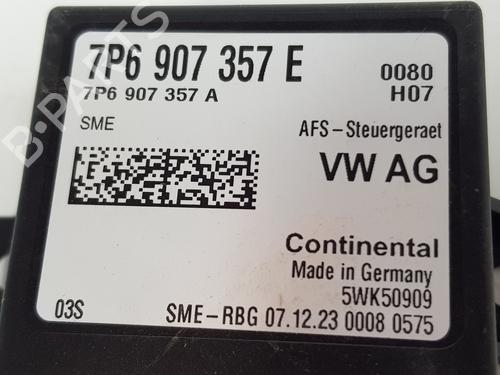 7P6 907 357 E
0080
7P6 907 357 A
H07
SME
AFS-Steuergeraet
VW AG
Continental
Made in Germany
5WK50909
03S
SME-RBG 07.12.23 0008 0575
B-PARTS